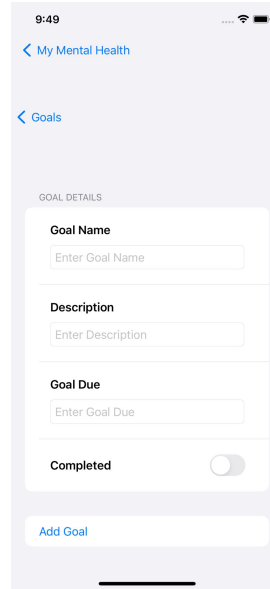 9:49
My Mental Health
Goals
GOAL DETAILS
Goal Name
Enter Goal Name
Description
Enter Description
Goal Due
Enter Goal Due
Completed
Add Goal